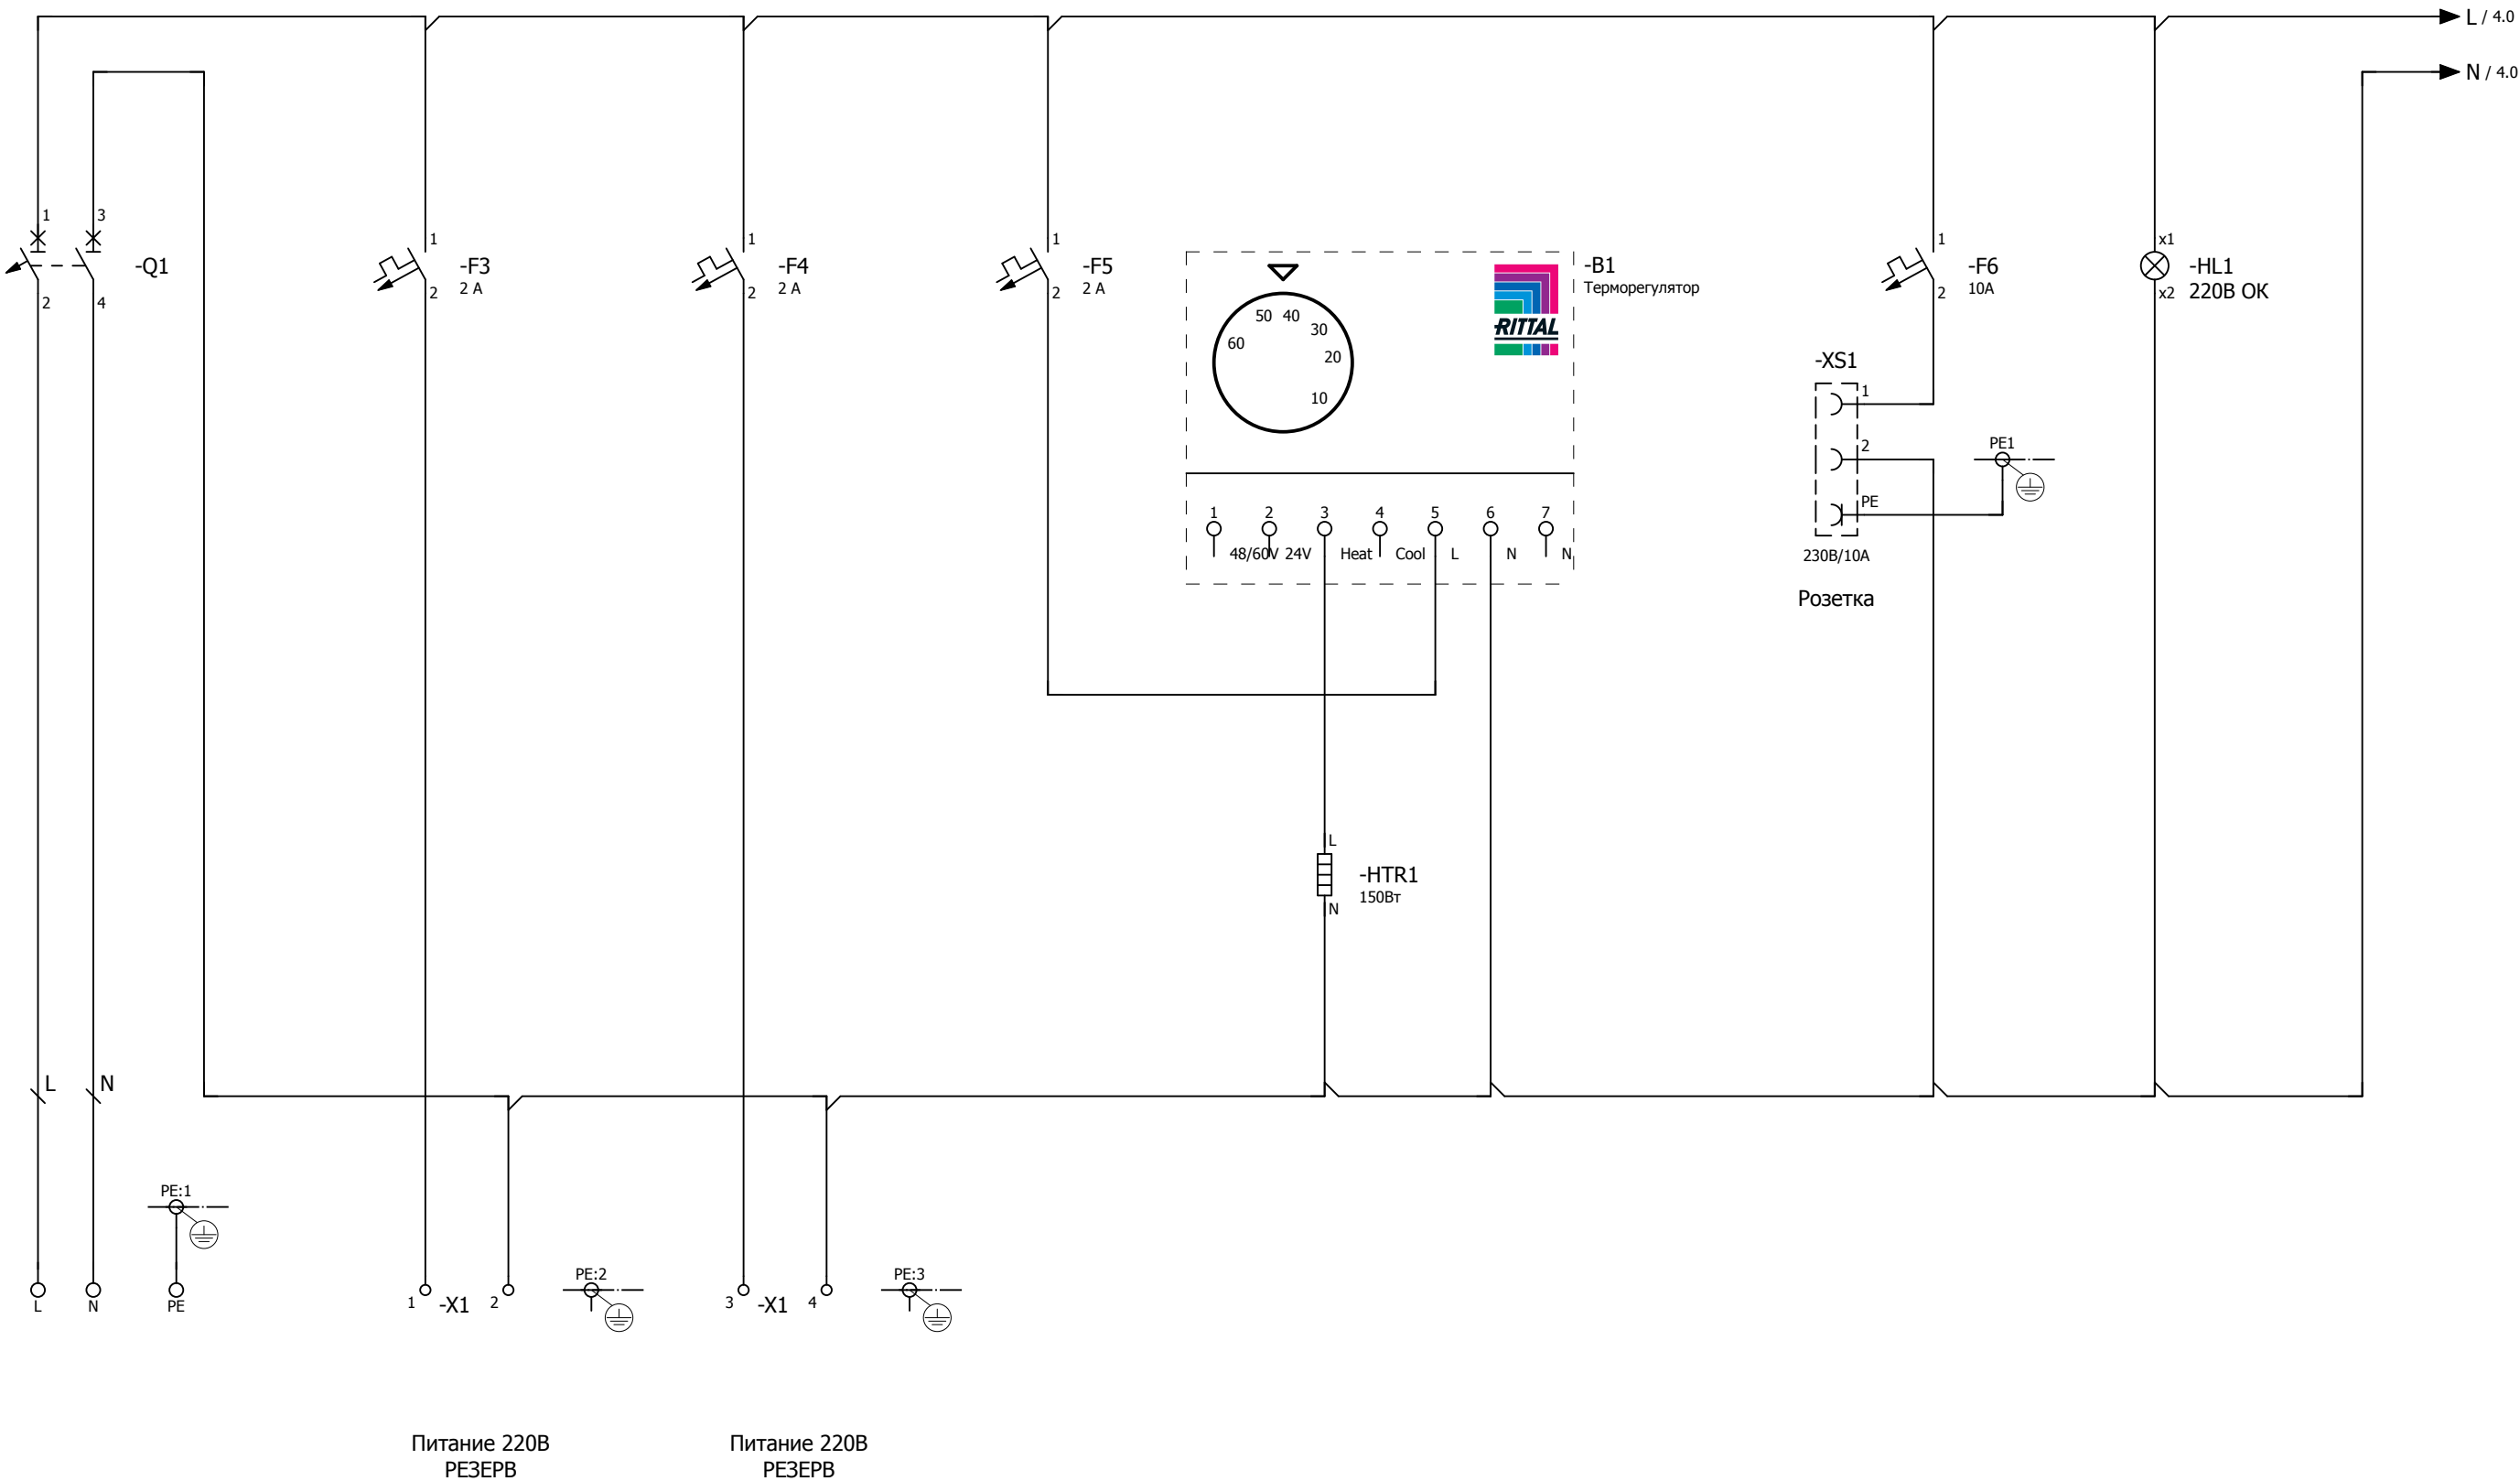 L / 4.0
N / 4.0
1 3
-Q1
2 4
1
-F3
2 A
2
1
-F4
2 A
2
1
-F5
2 A
2
-B1
Терморегулятор
50 40
30
60
20
10
RITTAL
1 2 3 4 5 6 7
48/60V 24V Heat Cool L N N
1
-F6
10A
2
x1
-HL1
x2 220В ОК
-XS1
1
2
PE
PE1
230В/10А
Розетка
L
-HTR1
150Вт
N
L N
PE:1
L N PE
1 -X1 2
PE:2
3 -X1 4
PE:3
Питание 220В
РЕЗЕРВ
Питание 220В
РЕЗЕРВ